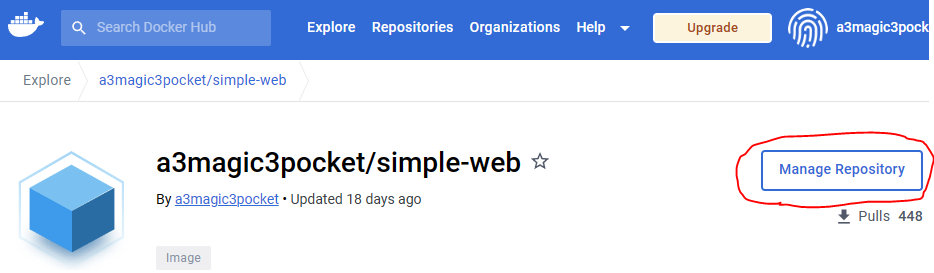 Search Docker Hub Explore Repositories Organizations Help Upgrade a3magic3pock
Explore a3magic3pocket/simple-web
a3magic3pocket/simple-web
Manage Repository
By a3magic3pocket • Updated 18 days ago
Pulls 448
Image